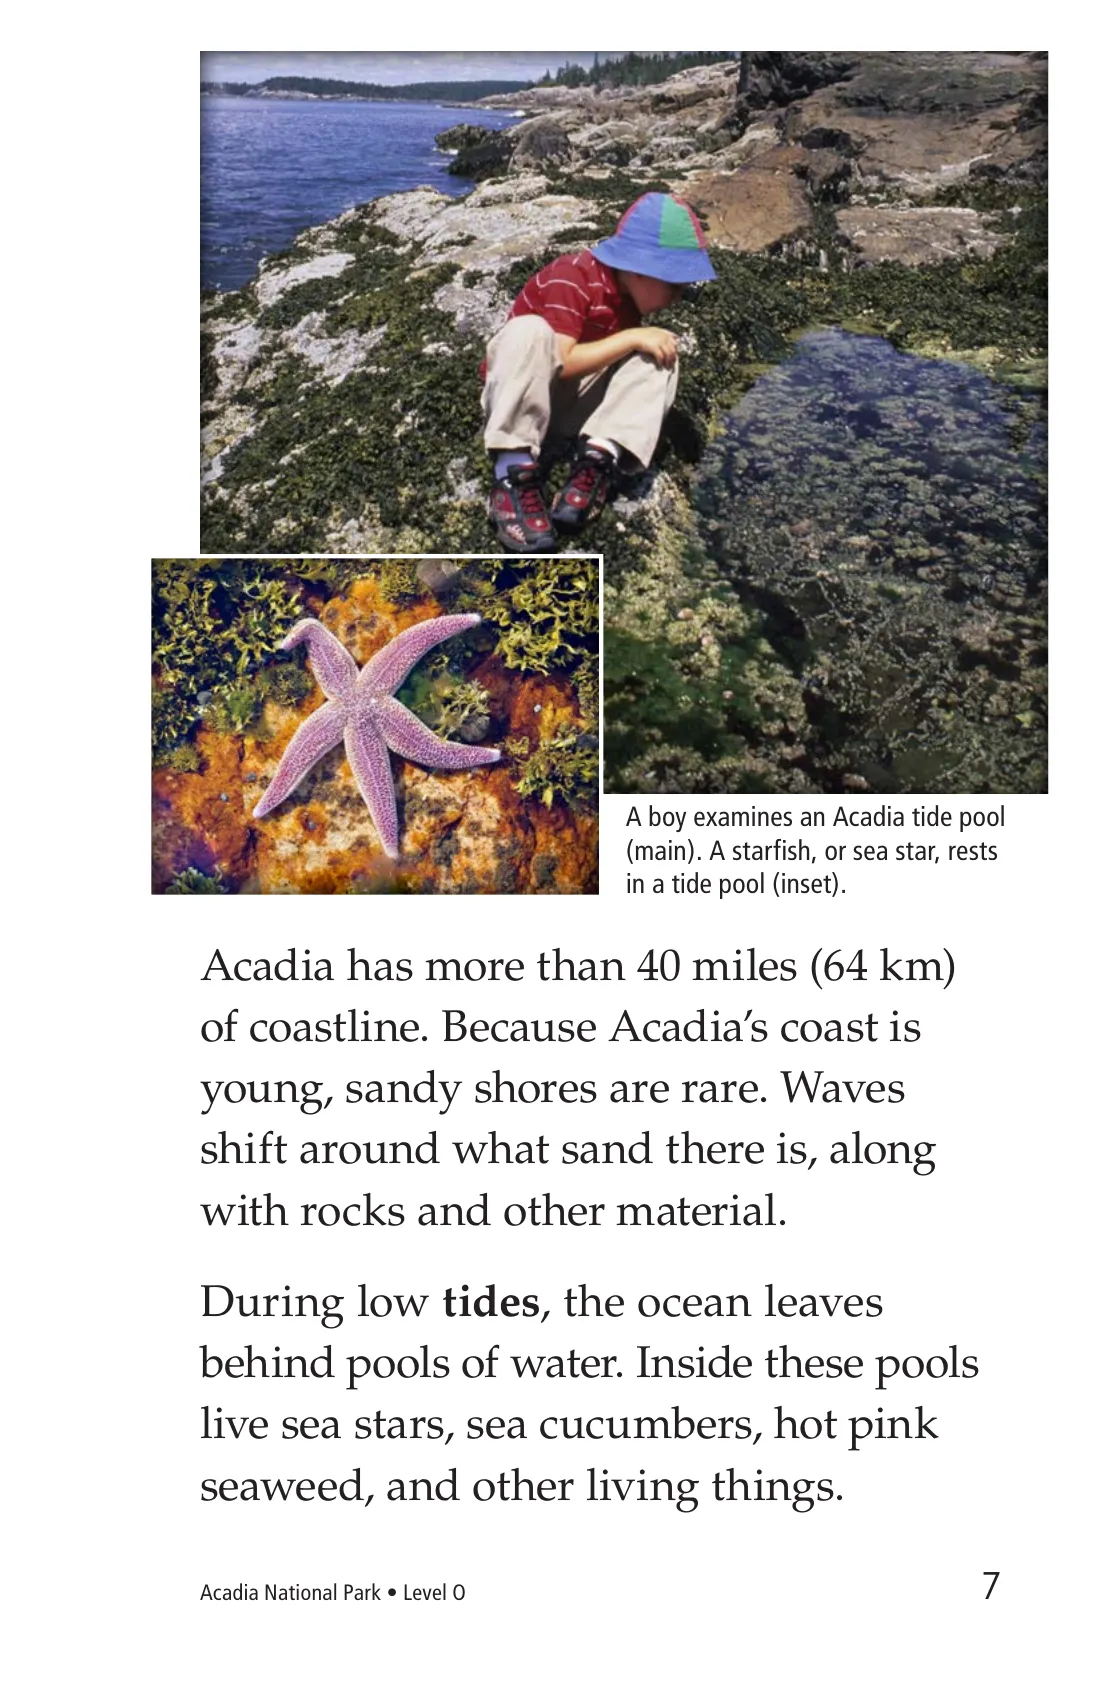 A boy examines an Acadia tide pool
(main). A starfish, or sea star, rests
in a tide pool (inset).
Acadia has more than 40 miles (64 km)
of coastline. Because Acadia’s coast is
young, sandy shores are rare. Waves
shift around what sand there is, along
with rocks and other material.
During low tides, the ocean leaves
behind pools of water. Inside these pools
live sea stars, sea cucumbers, hot pink
seaweed, and other living things.
Acadia National Park • Level O
7